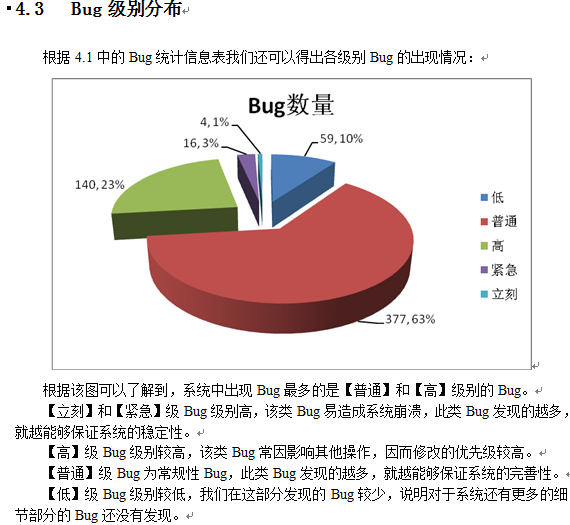 4.3 Bug 级别分布
根据 4.1 中的 Bug 统计信息表我们还可以得出各级别 Bug 的出现情况：
Bug数量
4, 1%
59, 10%
16, 3%
140, 23%
低
普通
高
紧急
立刻
377, 63%
根据该图可以了解到，系统中出现 Bug 最多的是【普通】和【高】级别的 Bug。
【立刻】和【紧急】级 Bug 级别高，该类 Bug 易造成系统崩溃，此类 Bug 发现的越多，
就越能够保证系统的稳定性。
【高】级 Bug 级别较高，该类 Bug 常因影响其他操作，因而修改的优先级较高。
【普通】级 Bug 为常规性 Bug，此类 Bug 发现的越多，就越能够保证系统的完善性。
【低】级 Bug 级别较低，我们在这部分发现的 Bug 较少，说明对于系统还有更多的细
节部分的 Bug 还没有发现。